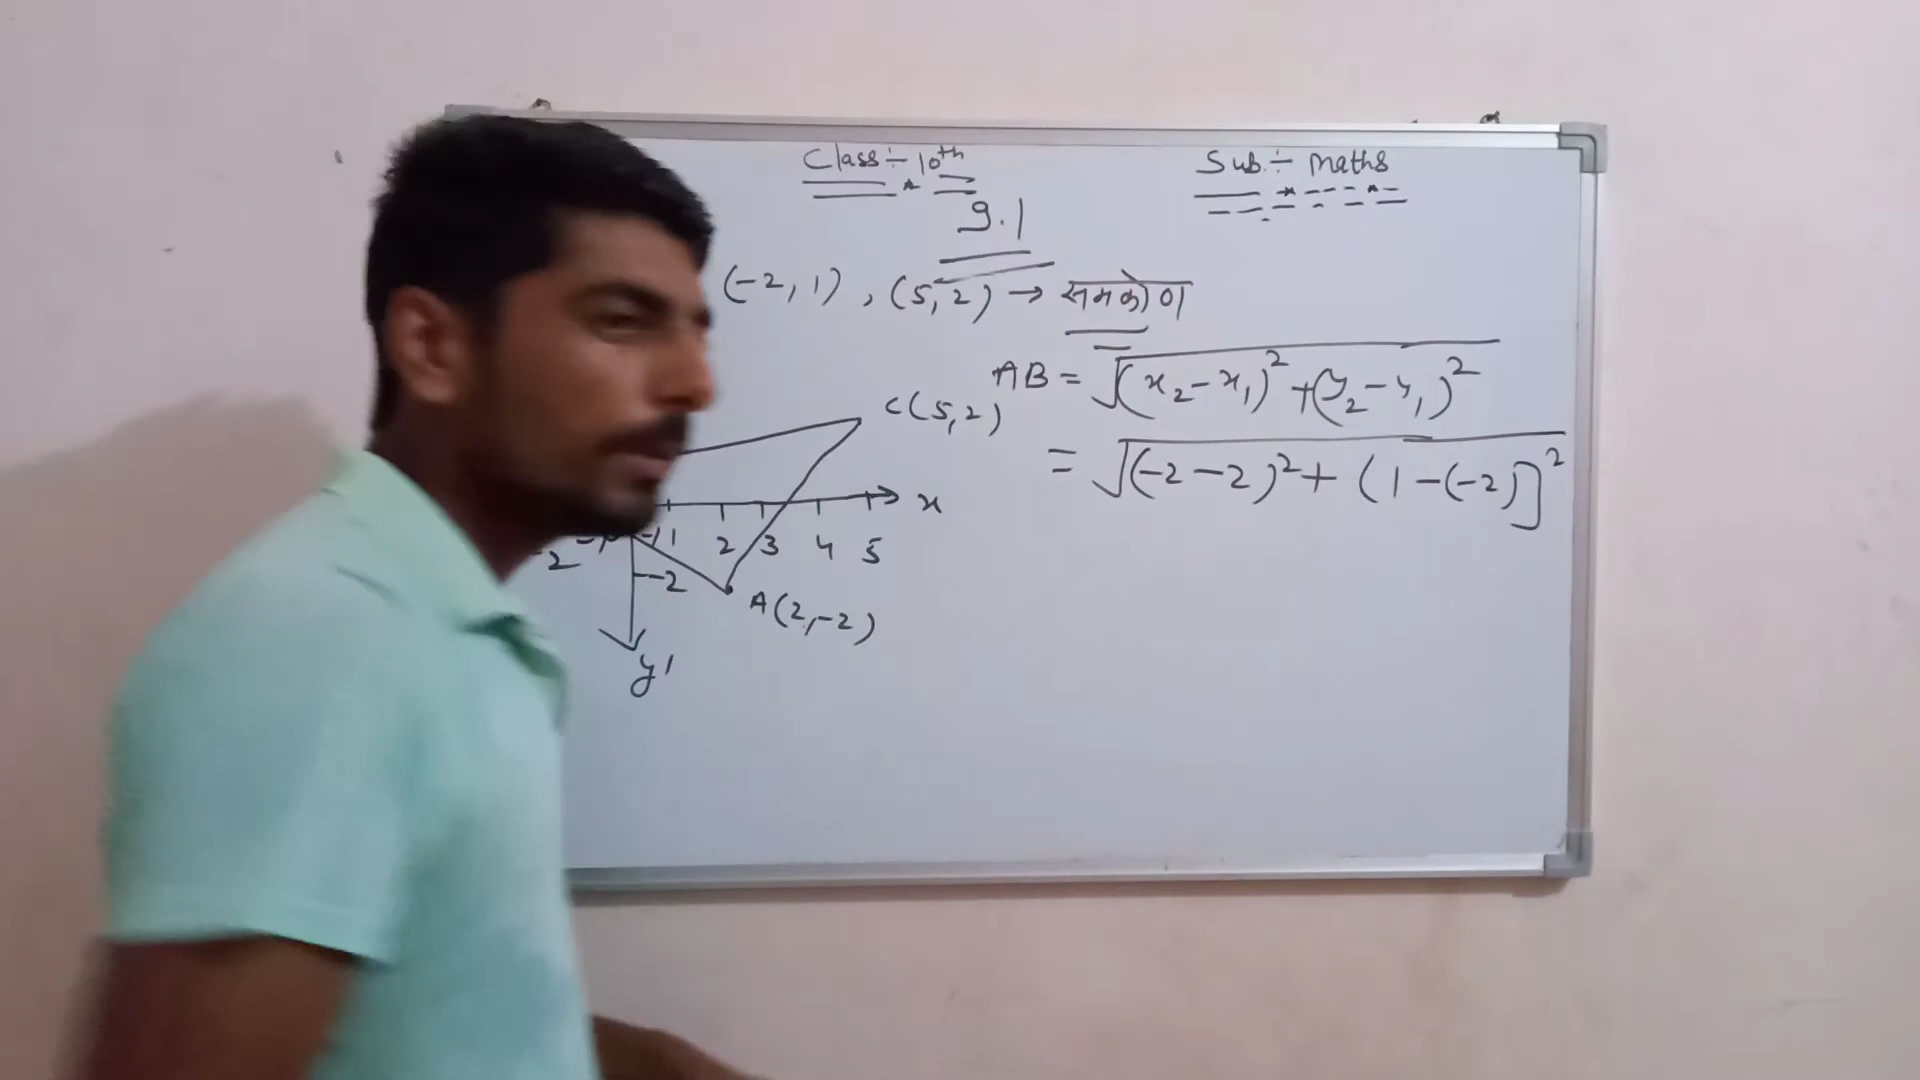 Class:- 10th
Sub:- Maths
9.1
(-2, 1), (5, 2) → समकोण
AB = √(x₂-x₁)²+(y₂-y₁)²
= √(-2-2)²+(1-(-2)]²
C(5,2)
x
-1 1 2 3 4 5
-2
A(2,-2)
y'